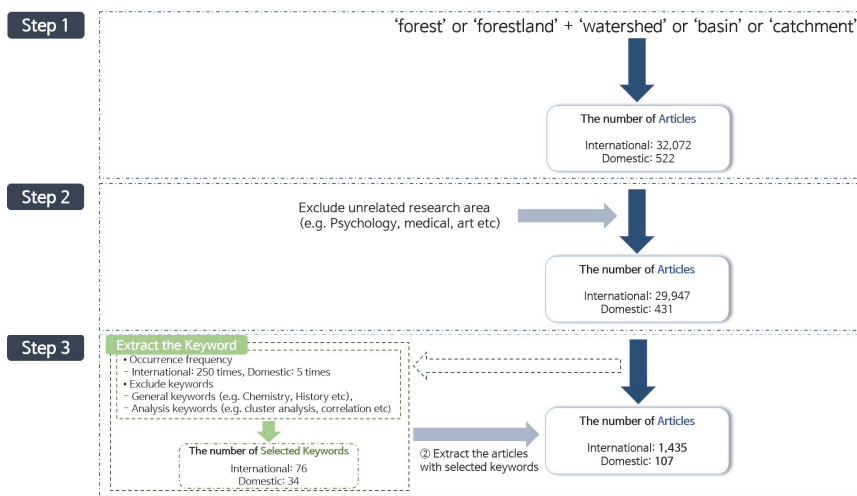 Step 1
‘forest’ or ‘forestland’ + ‘watershed’ or ‘basin’ or ‘catchment’
The number of Articles
International: 32,072
Domestic: 522
Step 2
Exclude unrelated research area
(e.g. Psychology, medical, art etc)
The number of Articles
International: 29,947
Domestic: 431
Step 3
Extract the Keyword
• Occurrence frequency
- International: 250 times, Domestic: 5 times
• Exclude keywords
- General keywords (e.g. Chemistry, History etc),
- Analysis keywords (e.g. cluster analysis, correlation etc)
The number of Selected Keywords
International: 76
Domestic: 34
② Extract the articles
with selected keywords
The number of Articles
International: 1,435
Domestic: 107